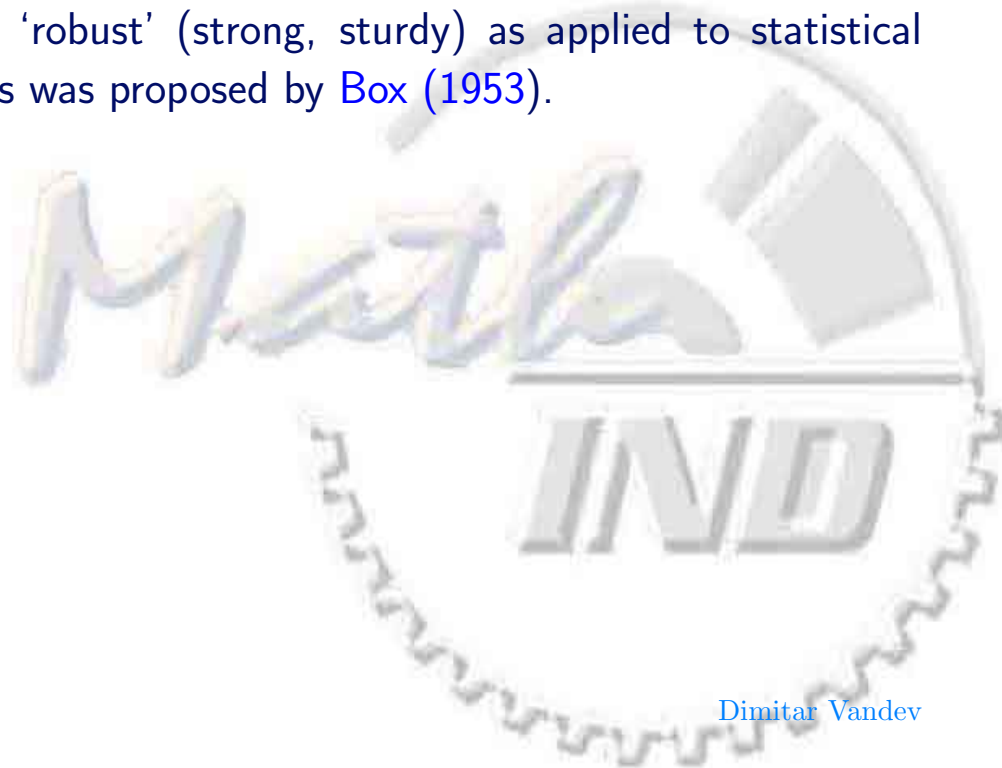 ‘robust’ (strong, sturdy) as applied to statistical
s was proposed by Box (1953).
Math
IND
Dimitar Vandev